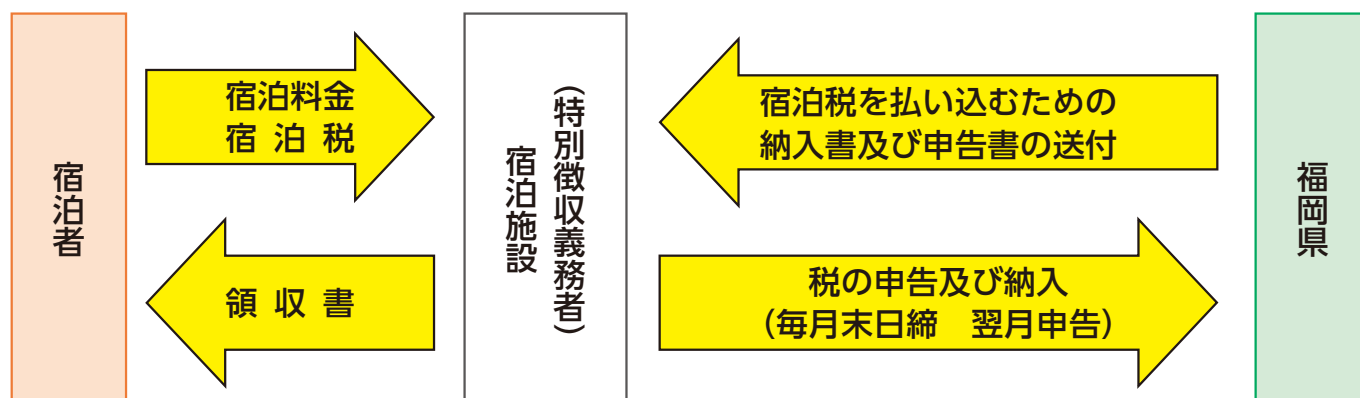 宿泊者
宿泊料金
宿 泊 税
領 収 書
(特別徴収義務者)
宿泊施設
宿泊税を払い込むための
納入書及び申告書の送付
税の申告及び納入
(毎月末日締　翌月申告)
福岡県